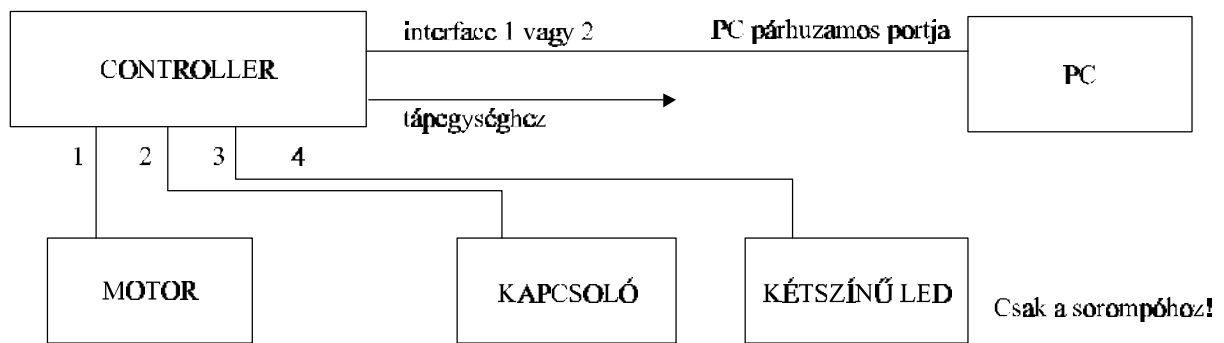 interface 1 vagy 2
PC párhuzamos portja
CONTROLLER
PC
tápegységhez
1 2 3 4
MOTOR
KAPCSOLÓ
KÉTSZÍNŰ LED
Csak a sorompóhoz!